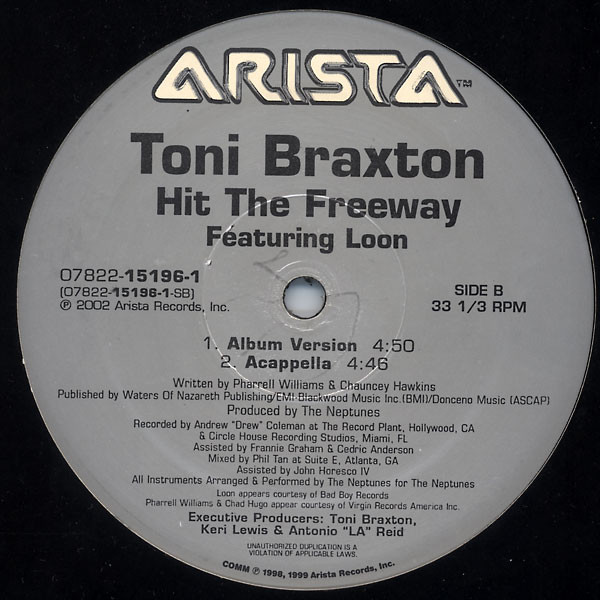 ARISTA™
Toni Braxton
Hit The Freeway
Featuring Loon
07822-15196-1
(07822-15196-1-SB)
℗ 2002 Arista Records, Inc.
SIDE B
33 1/3 RPM
1. Album Version 4:50
2. Acappella 4:46
Written by Pharrell Williams & Chauncey Hawkins
Published by Waters Of Nazareth Publishing/EMI Blackwood Music Inc.(BMI)/Donceno Music (ASCAP)
Produced by The Neptunes
Recorded by Andrew "Drew" Coleman at The Record Plant, Hollywood, CA
& Circle House Recording Studios, Miami, FL
Assisted by Frannie Graham & Cedric Anderson
Mixed by Phil Tan at Suite E, Atlanta, GA
Assisted by John Horesco IV
All Instruments Arranged & Performed by The Neptunes for The Neptunes
Loon appears courtesy of Bad Boy Records
Pharrell Williams & Chad Hugo appear courtesy of Virgin Records America Inc.
Executive Producers: Toni Braxton,
Keri Lewis & Antonio "LA" Reid
UNAUTHORIZED DUPLICATION IS A
VIOLATION OF APPLICABLE LAWS.
COMM ℗ 1998, 1999 Arista Records, Inc.